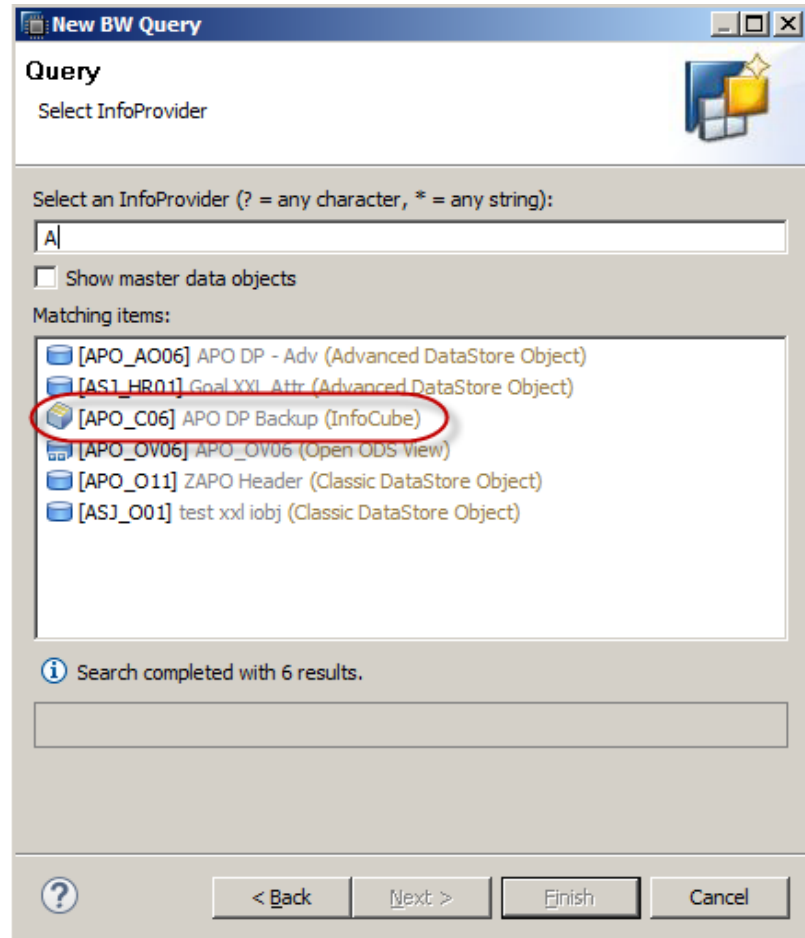 New BW Query
Query
Select InfoProvider
Select an InfoProvider (? = any character, * = any string):
A
Show master data objects
Matching items:
[APO_AO06] APO DP - Adv (Advanced DataStore Object)
[ASJ_HR01] Goal XXL Attr (Advanced DataStore Object)
[APO_C06] APO DP Backup (InfoCube)
[APO_OV06] APO_OV06 (Open ODS View)
[APO_O11] ZAPO Header (Classic DataStore Object)
[ASJ_O01] test xxl iobj (Classic DataStore Object)
Search completed with 6 results.
< Back Next > Finish Cancel